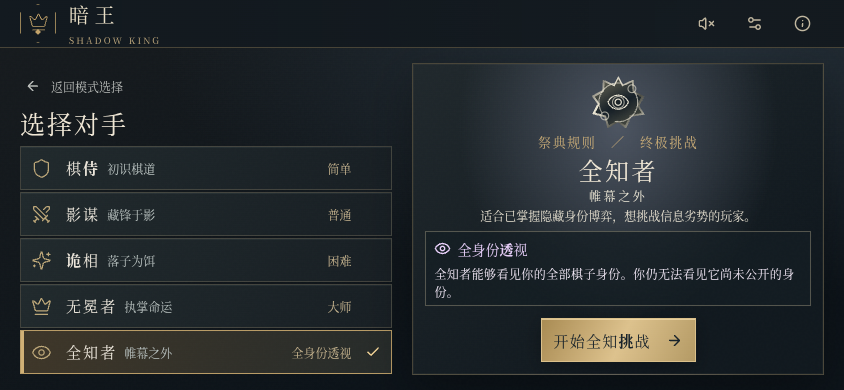 暗王
SHADOW KING
返回模式选择
选择对手
棋侍 初识棋道 简单
影谋 藏锋于影 普通
诡相 落子为饵 困难
无冕者 执掌命运 大师
全知者 帷幕之外 全身份透视
祭典规则 / 终极挑战
全知者
帷幕之外
适合已掌握隐藏身份博弈，想挑战信息劣势的玩家。
全身份透视
全知者能够看见你的全部棋子身份。你仍无法看见它尚未公开的身
份。
开始全知挑战